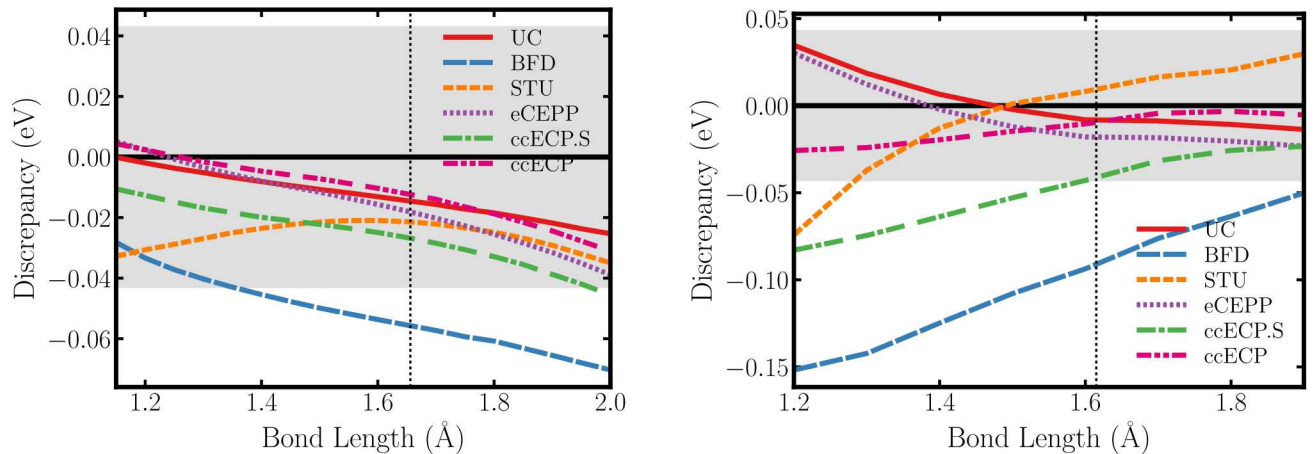 0.04
0.02
0.00
−0.02
−0.04
−0.06
Discrepancy (eV)
UC
BFD
STU
eCEPP
ccECP.S
ccECP
1.2
1.4
1.6
1.8
2.0
Bond Length (Å)
0.05
0.00
−0.05
−0.10
−0.15
Discrepancy (eV)
UC
BFD
STU
eCEPP
ccECP.S
ccECP
1.2
1.4
1.6
1.8
Bond Length (Å)